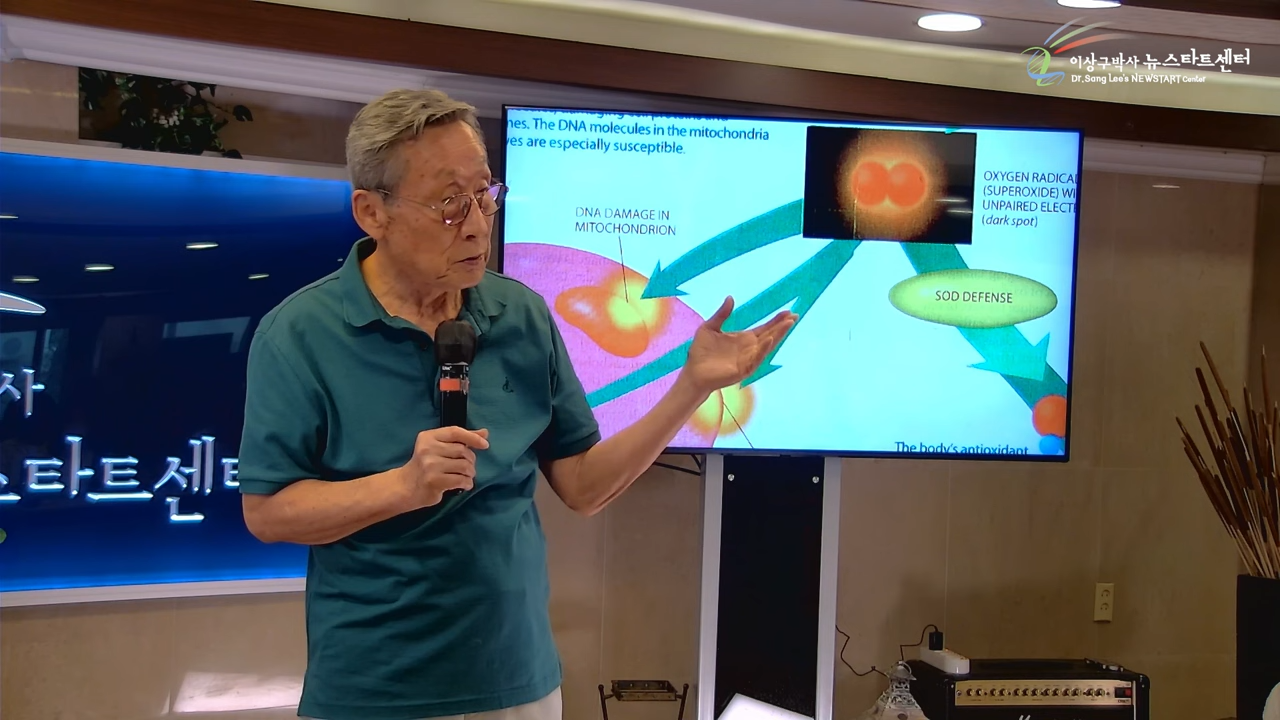 이상구박사 뉴스타트센터
Dr. Sang Lee's NEWSTART Center
nes. The DNA molecules in the mitochondria
ves are especially susceptible.
DNA DAMAGE IN
MITOCHONDRION
OXYGEN RADICAL
(SUPEROXIDE) WI
UNPAIRED ELECT
(dark spot)
SOD DEFENSE
The body's antioxidant
사
스타트센터